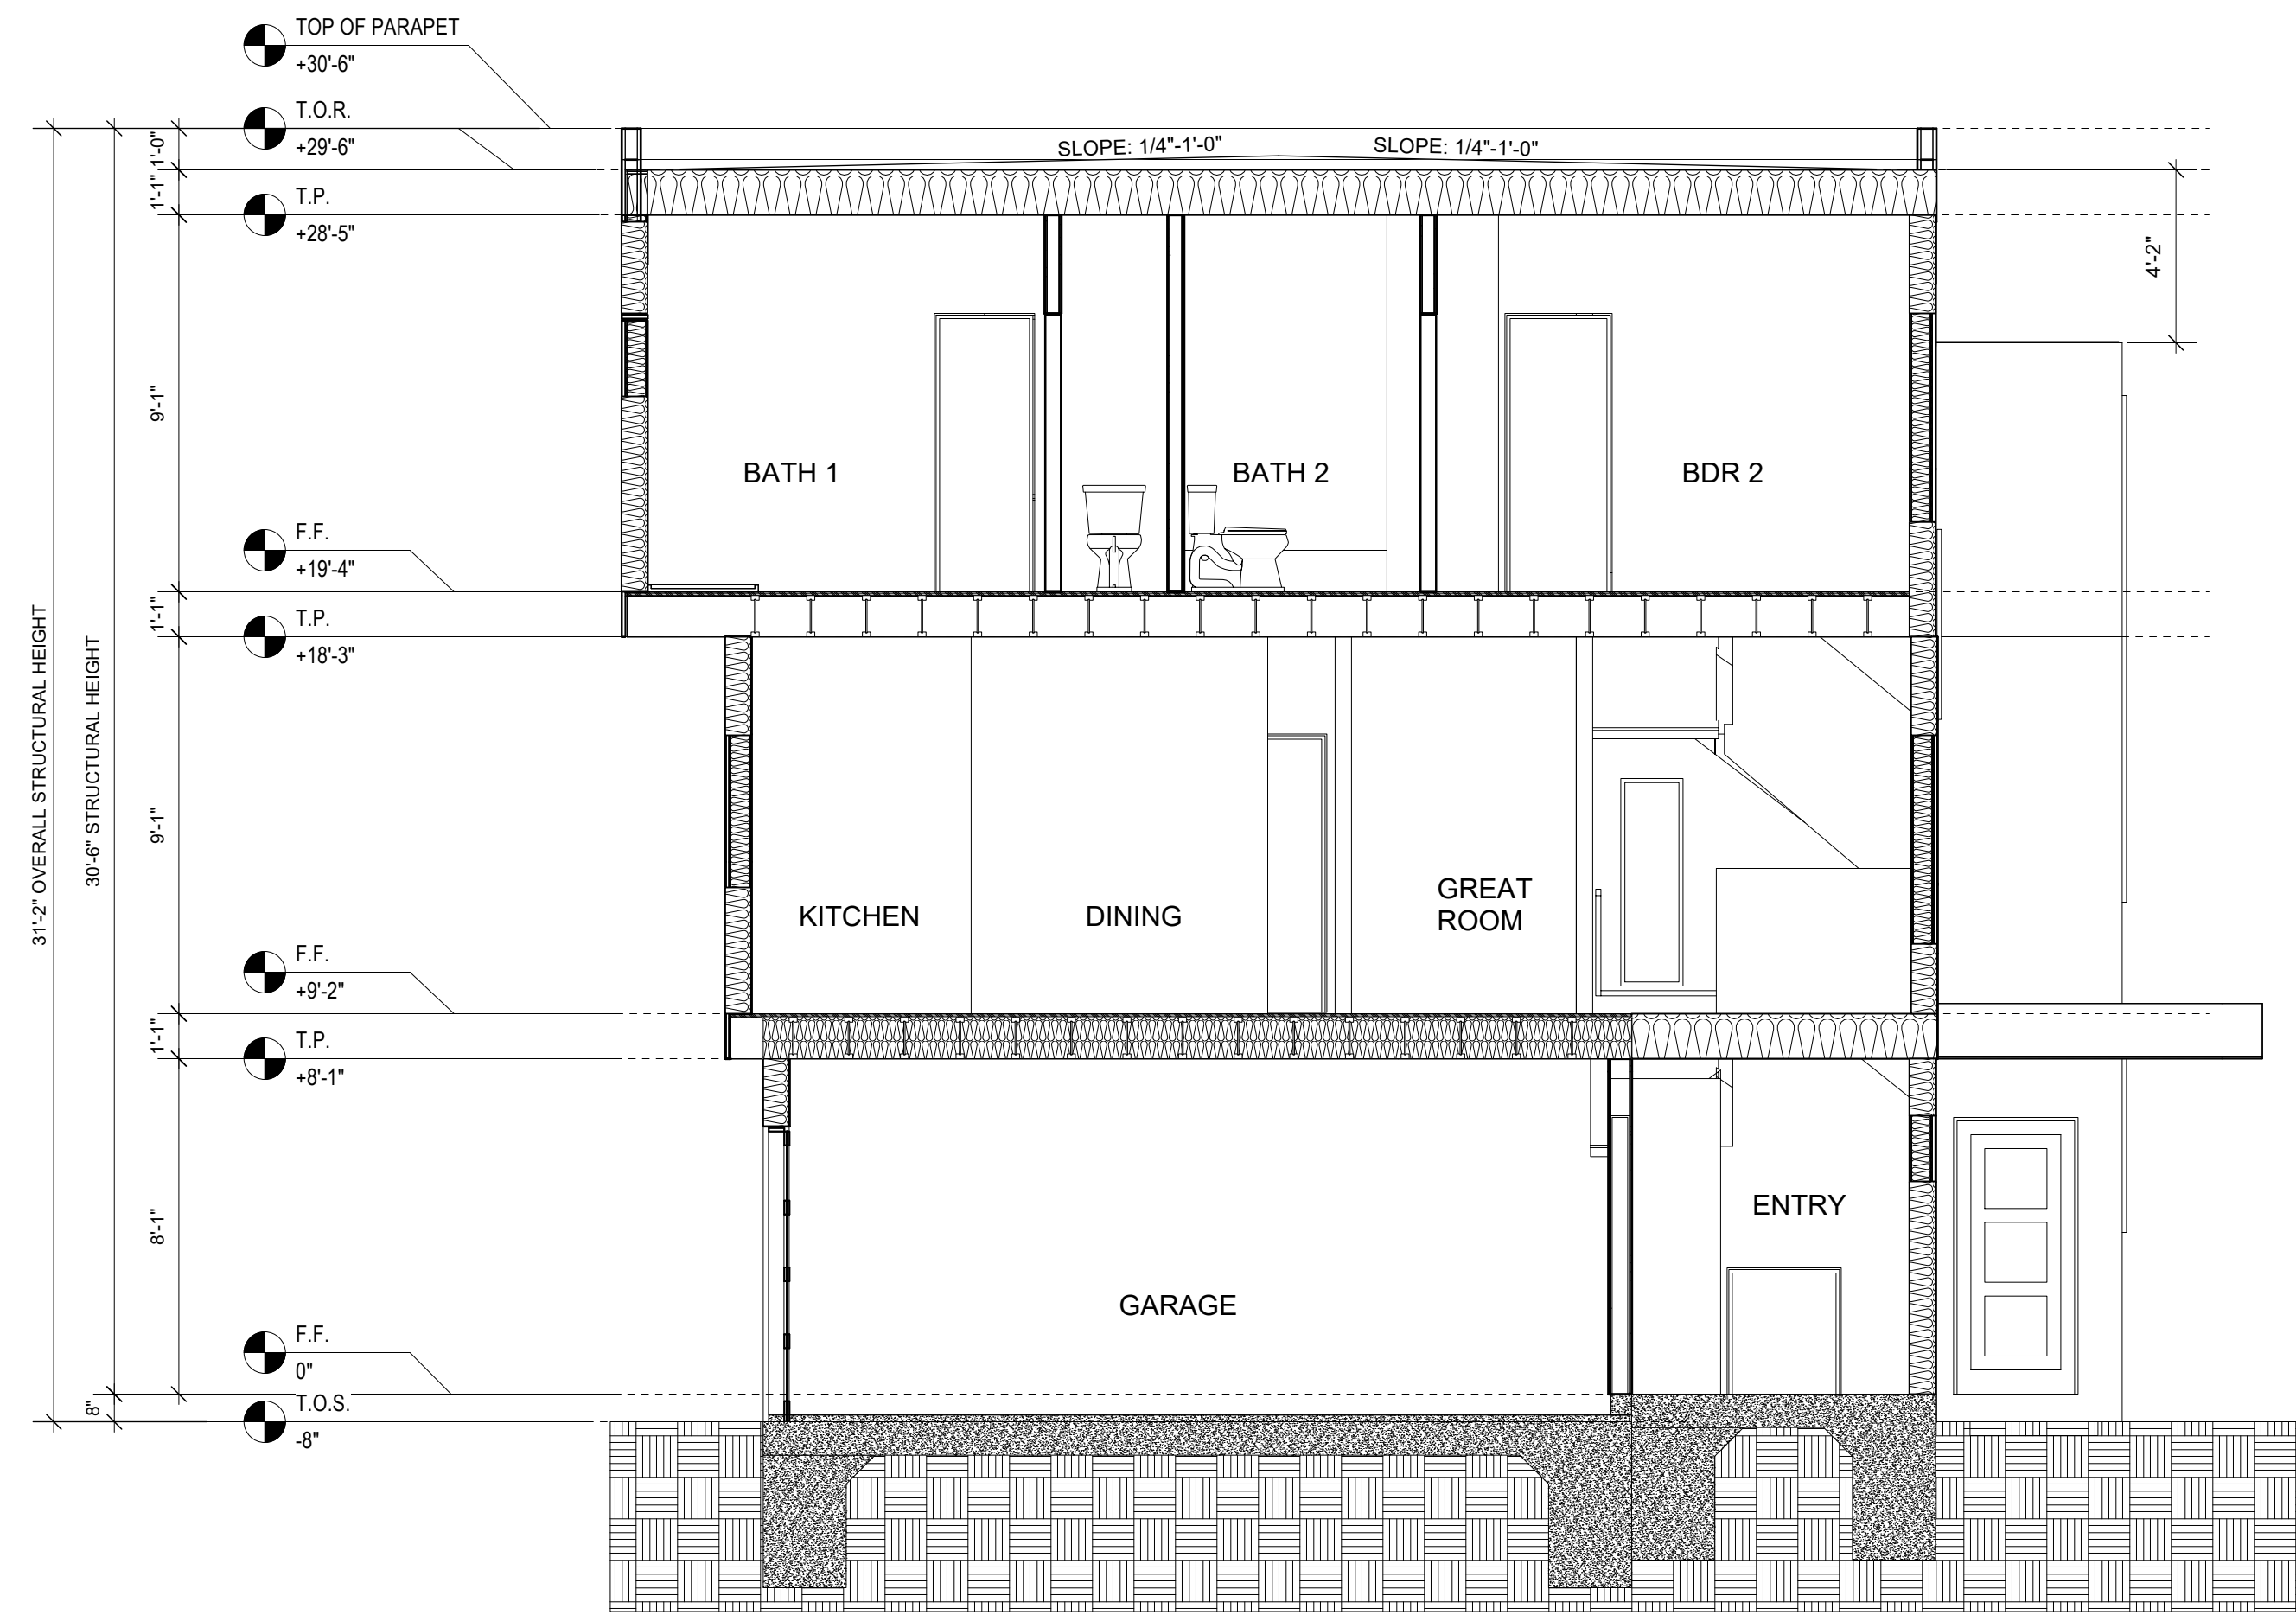 TOP OF PARAPET
+30'-6"
T.O.R.
+29'-6"
T.P.
+28'-5"
F.F.
+19'-4"
T.P.
+18'-3"
F.F.
+9'-2"
T.P.
+8'-1"
F.F.
0"
T.O.S.
-8"
31'-2" OVERALL STRUCTURAL HEIGHT
30'-6" STRUCTURAL HEIGHT
1'-0"
1'-1"
9'-1"
1'-1"
9'-1"
1'-1"
8'-1"
8"
SLOPE: 1/4"-1'-0"
SLOPE: 1/4"-1'-0"
4'-2"
BATH 1
BATH 2
BDR 2
KITCHEN
DINING
GREAT
ROOM
GARAGE
ENTRY